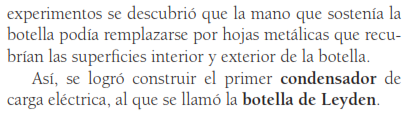 experimentos se descubrió que la mano que sostenía la
botella podía remplazarse por hojas metálicas que recu-
brían las superficies interior y exterior de la botella.
Así, se logró construir el primer condensador de
carga eléctrica, al que se llamó la botella de Leyden.